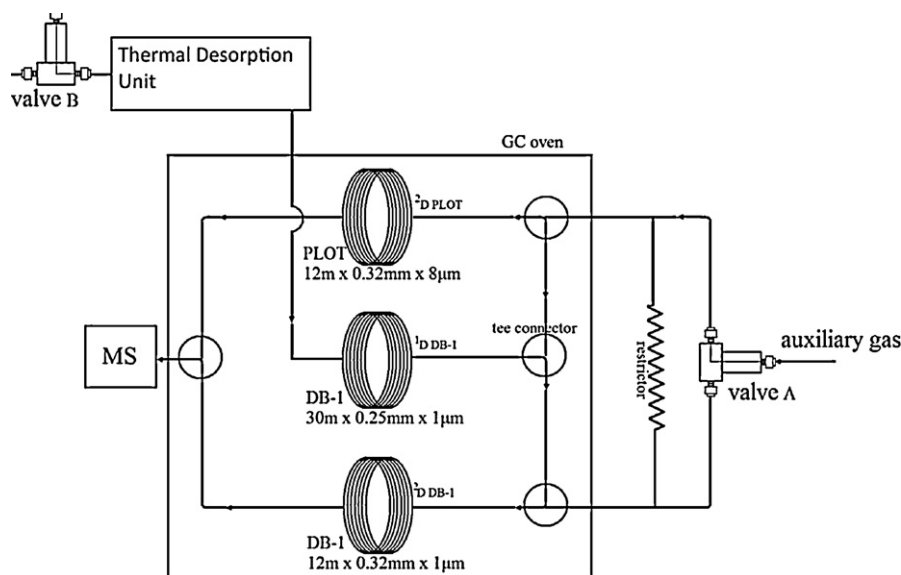 Thermal Desorption
Unit
valve B
GC oven
²D PLOT
PLOT
12m x 0.32mm x 8μm
tee connector
¹D DB-1
MS
restrictor
auxiliary gas
valve A
DB-1
30m x 0.25mm x 1μm
²D DB-1
DB-1
12m x 0.32mm x 1μm